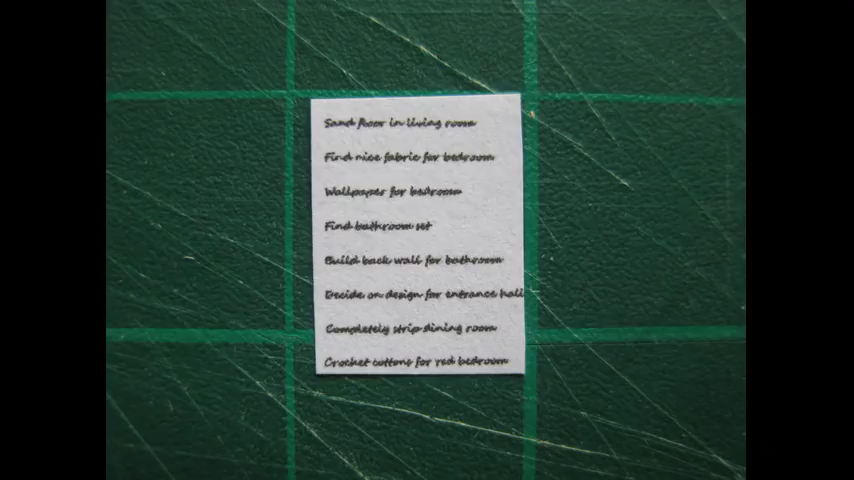 Sand floor in living room
Find nice fabric for bedroom
Wallpaper for bedroom
Find bathroom set
Build back wall for bathroom
Decide on design for entrance hall
Completely strip dining room
Crochet cottons for red bedroom